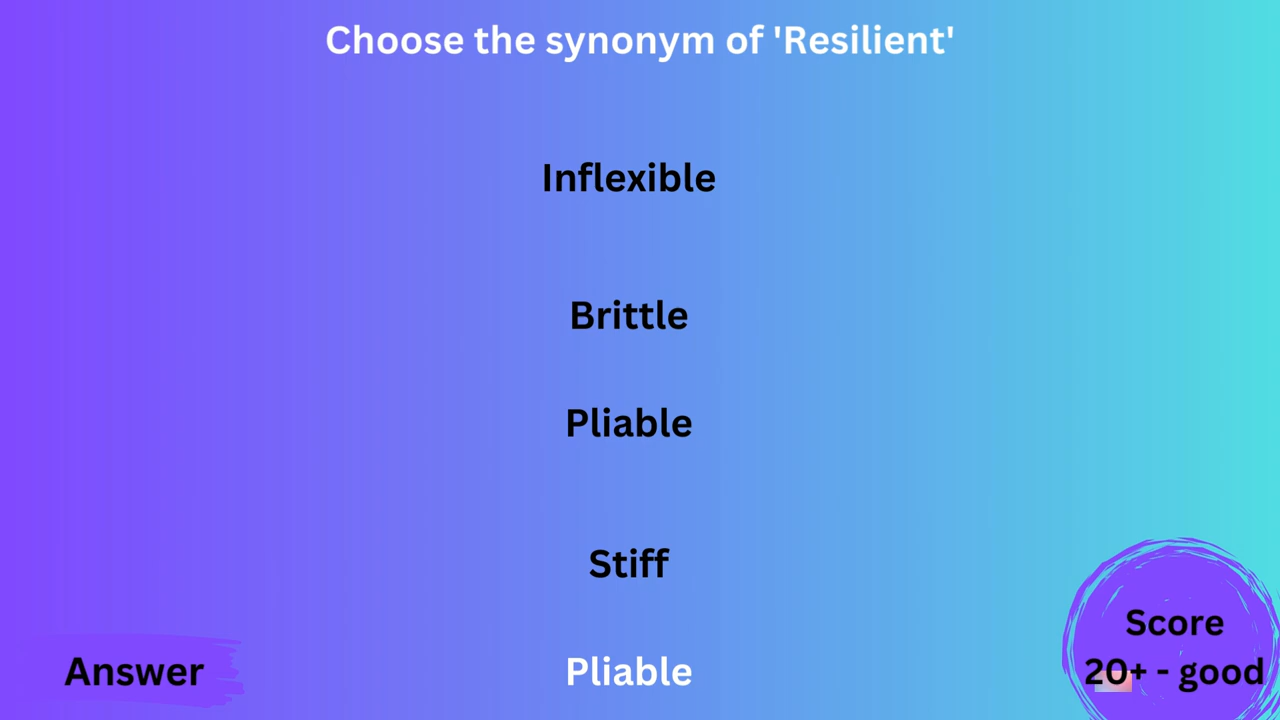 Choose the synonym of 'Resilient'
Inflexible
Brittle
Pliable
Stiff
Answer
Pliable
Score
20+ - good